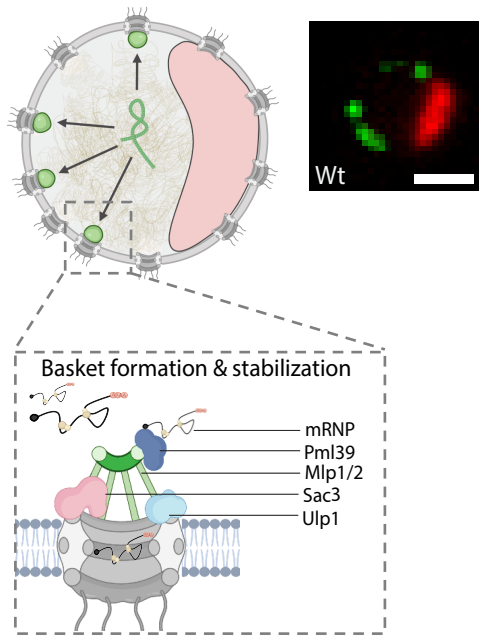 Wt
Basket formation & stabilization
mRNP
Pml39
Mlp1/2
Sac3
Ulp1